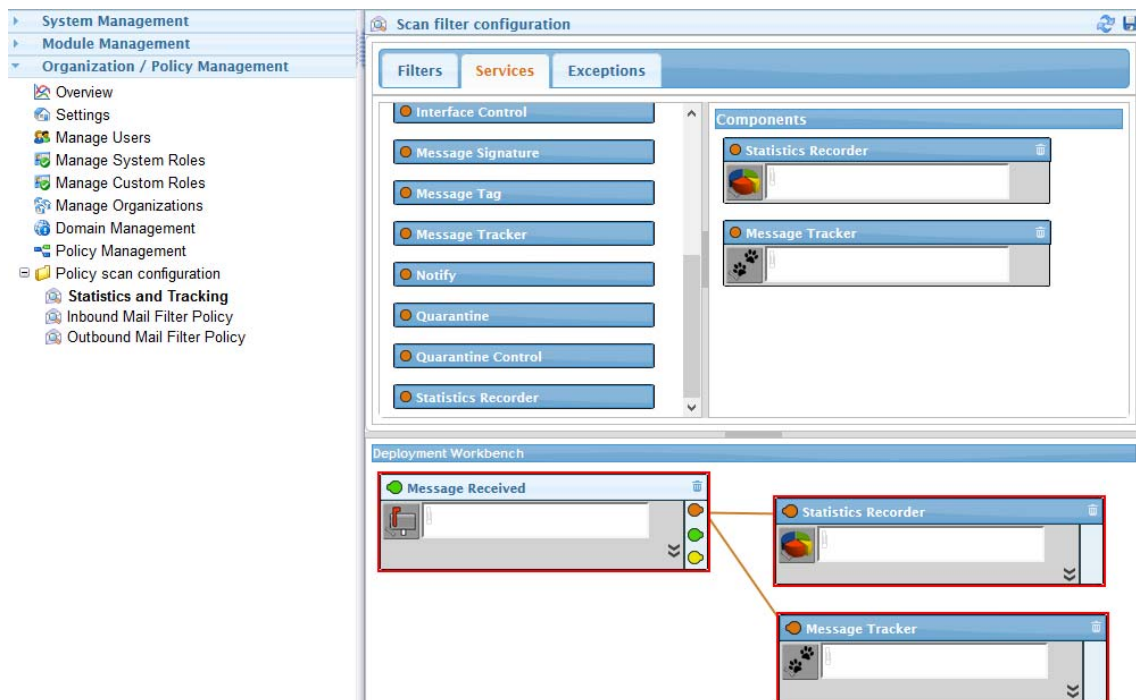 System Management
Module Management
Organization / Policy Management
Overview
Settings
Manage Users
Manage System Roles
Manage Custom Roles
Manage Organizations
Domain Management
Policy Management
Policy scan configuration
Statistics and Tracking
Inbound Mail Filter Policy
Outbound Mail Filter Policy
Scan filter configuration
Filters
Services
Exceptions
Interface Control
Message Signature
Message Tag
Message Tracker
Notify
Quarantine
Quarantine Control
Statistics Recorder
Components
Statistics Recorder
Message Tracker
Deployment Workbench
Message Received
Statistics Recorder
Message Tracker